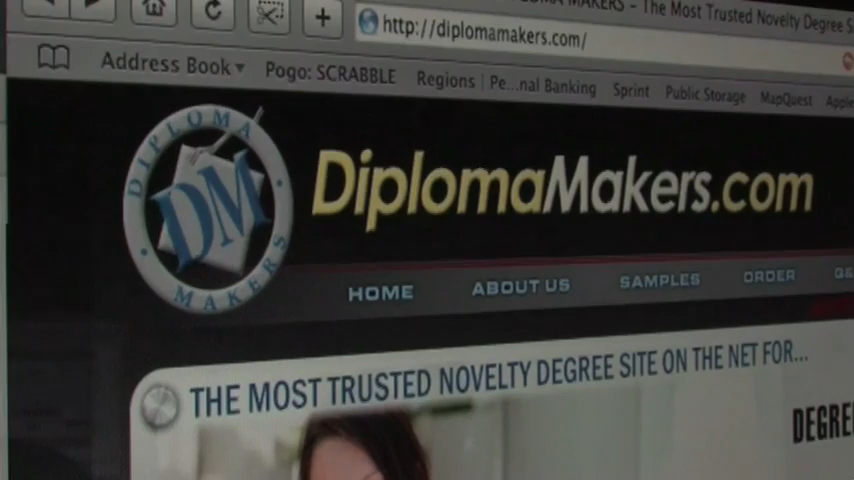 MAKERS - The Most Trusted Novelty Degree
http://diplomamakers.com/
Address Book Pogo: SCRABBLE Regions | Pe...nal Banking Sprint Public Storage MapQuest Apple
DIPLOMA
DM
MAKERS
DiplomaMakers.com
HOME ABOUT US SAMPLES ORDER
THE MOST TRUSTED NOVELTY DEGREE SITE ON THE NET FOR...
DEGREE